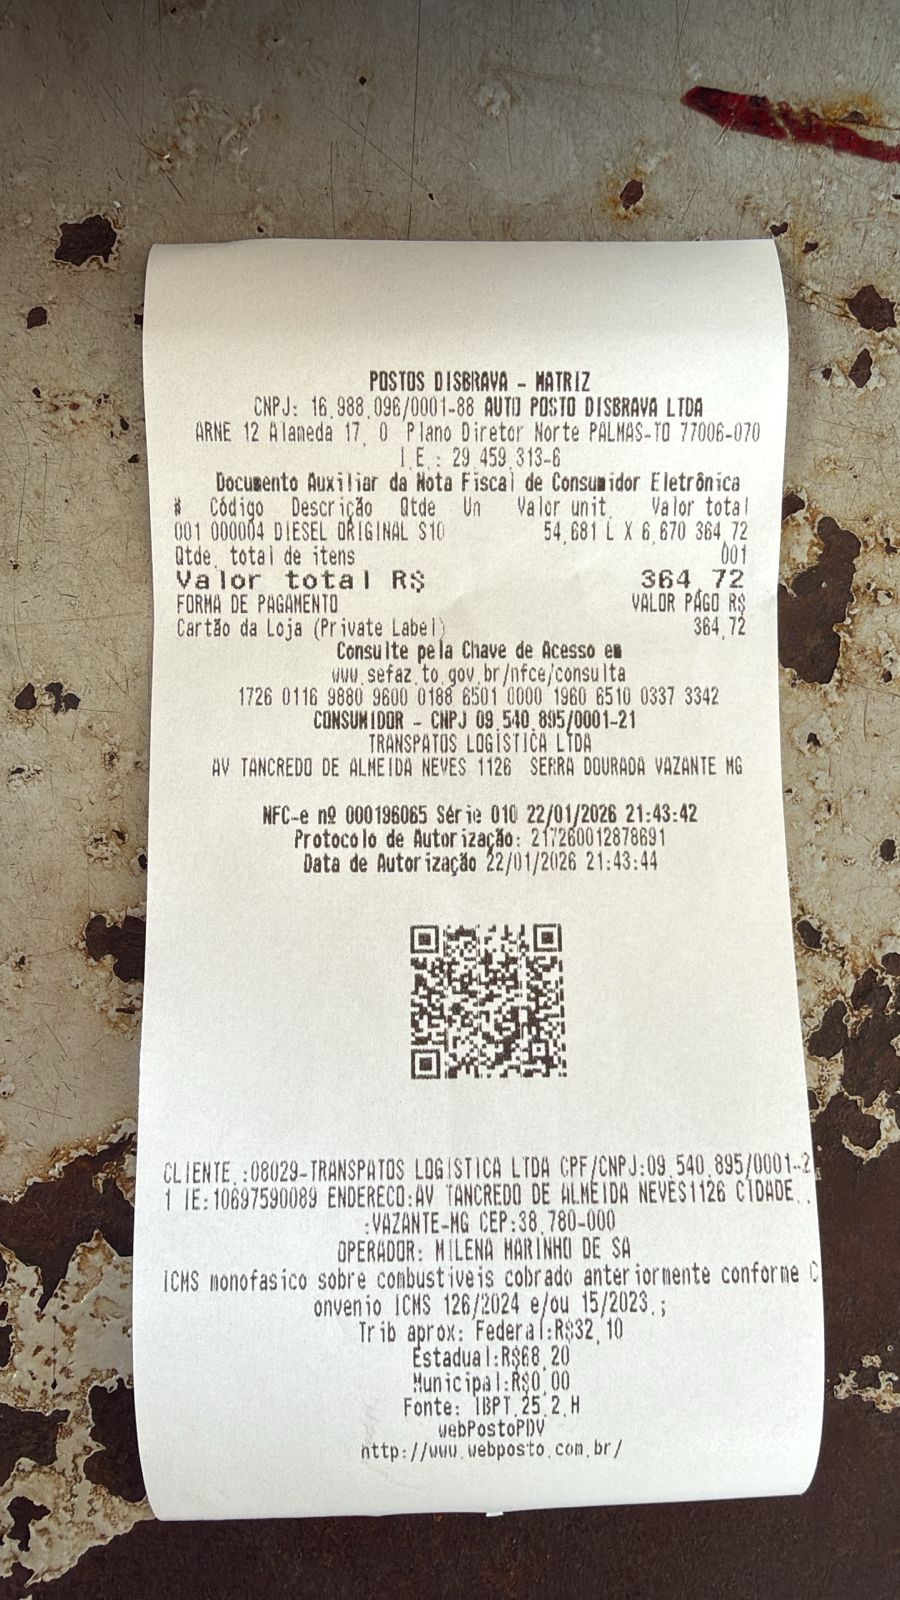 POSTOS DISBRAVA - MATRIZ
CNPJ: 16.988.096/0001-88 AUTO POSTO DISBRAVA LTDA
ARNE 12 Alameda 17, 0 Plano Diretor Norte PALMAS-TO 77006-070
I.E.: 29.459.313-6
Documento Auxiliar da Nota Fiscal de Consumidor Eletrônica
# Código Descrição Qtde Un Valor unit. Valor total
001 000004 DIESEL ORIGINAL S10 54,681 L X 6,670 364,72
Qtde. total de itens 001
Valor total R$ 364,72
FORMA DE PAGAMENTO VALOR PAGO R$
Cartão da Loja (Private Label) 364,72
Consulte pela Chave de Acesso em
www.sefaz.to.gov.br/nfce/consulta
1726 0116 9880 9600 0188 6501 0000 1960 6510 0337 3342
CONSUMIDOR - CNPJ 09.540.895/0001-21
TRANSPATOS LOGISTICA LTDA
AV TANCREDO DE ALMEIDA NEVES 1126 SERRA DOURADA VAZANTE MG
NFC-e nº 000196065 Série 010 22/01/2026 21:43:42
Protocolo de Autorização: 217260012878691
Data de Autorização 22/01/2026 21:43:44
CLIENTE.:08029-TRANSPATOS LOGISTICA LTDA CPF/CNPJ:09.540.895/0001-2
1 IE:10697590089 ENDERECO:AV TANCREDO DE ALMEIDA NEVES1126 CIDADE..
:VAZANTE-MG CEP:38.780-000
OPERADOR: MILENA MARINHO DE SA
ICMS monofasico sobre combustiveis cobrado anteriormente conforme C
onvenio ICMS 126/2024 e/ou 15/2023.;
Trib aprox: Federal:R$32,10
Estadual:R$68,20
Municipal:R$0,00
Fonte: IBPT.25.2.H
webPostoPDV
http://www.webposto.com.br/